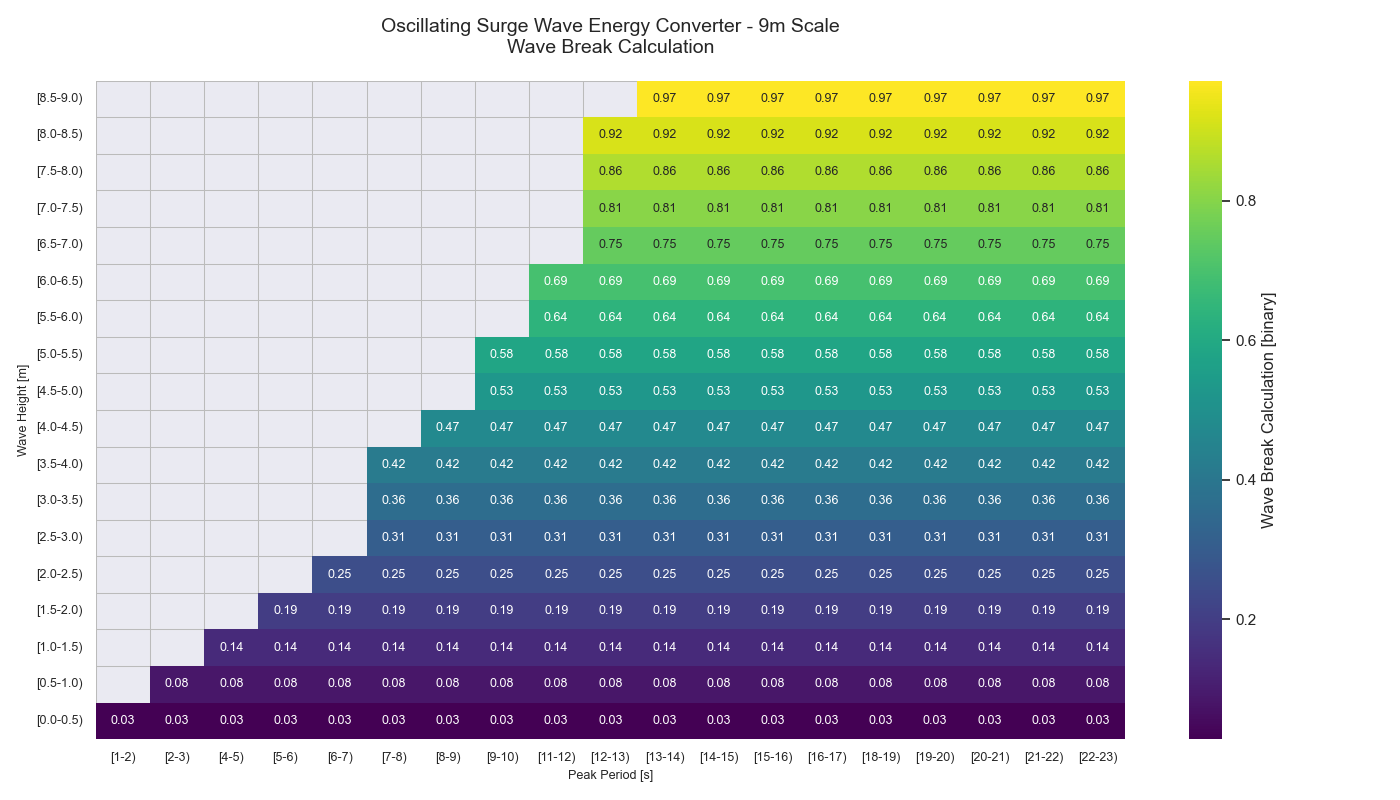 Oscillating Surge Wave Energy Converter - 9m Scale
Wave Break Calculation
[8.5-9.0) 0.97 0.97 0.97 0.97 0.97 0.97 0.97 0.97 0.97
[8.0-8.5) 0.92 0.92 0.92 0.92 0.92 0.92 0.92 0.92 0.92 0.92
[7.5-8.0) 0.86 0.86 0.86 0.86 0.86 0.86 0.86 0.86 0.86 0.86
[7.0-7.5) 0.81 0.81 0.81 0.81 0.81 0.81 0.81 0.81 0.81 0.81
[6.5-7.0) 0.75 0.75 0.75 0.75 0.75 0.75 0.75 0.75 0.75 0.75
[6.0-6.5) 0.69 0.69 0.69 0.69 0.69 0.69 0.69 0.69 0.69 0.69 0.69
[5.5-6.0) 0.64 0.64 0.64 0.64 0.64 0.64 0.64 0.64 0.64 0.64 0.64
[5.0-5.5) 0.58 0.58 0.58 0.58 0.58 0.58 0.58 0.58 0.58 0.58 0.58 0.58
[4.5-5.0) 0.53 0.53 0.53 0.53 0.53 0.53 0.53 0.53 0.53 0.53 0.53 0.53
[4.0-4.5) 0.47 0.47 0.47 0.47 0.47 0.47 0.47 0.47 0.47 0.47 0.47 0.47 0.47
[3.5-4.0) 0.42 0.42 0.42 0.42 0.42 0.42 0.42 0.42 0.42 0.42 0.42 0.42 0.42 0.42
[3.0-3.5) 0.36 0.36 0.36 0.36 0.36 0.36 0.36 0.36 0.36 0.36 0.36 0.36 0.36 0.36
[2.5-3.0) 0.31 0.31 0.31 0.31 0.31 0.31 0.31 0.31 0.31 0.31 0.31 0.31 0.31 0.31
[2.0-2.5) 0.25 0.25 0.25 0.25 0.25 0.25 0.25 0.25 0.25 0.25 0.25 0.25 0.25 0.25 0.25
[1.5-2.0) 0.19 0.19 0.19 0.19 0.19 0.19 0.19 0.19 0.19 0.19 0.19 0.19 0.19 0.19 0.19 0.19
[1.0-1.5) 0.14 0.14 0.14 0.14 0.14 0.14 0.14 0.14 0.14 0.14 0.14 0.14 0.14 0.14 0.14 0.14 0.14
[0.5-1.0) 0.08 0.08 0.08 0.08 0.08 0.08 0.08 0.08 0.08 0.08 0.08 0.08 0.08 0.08 0.08 0.08 0.08 0.08
[0.0-0.5) 0.03 0.03 0.03 0.03 0.03 0.03 0.03 0.03 0.03 0.03 0.03 0.03 0.03 0.03 0.03 0.03 0.03 0.03 0.03
[1-2) [2-3) [4-5) [5-6) [6-7) [7-8) [8-9) [9-10) [11-12) [12-13) [13-14) [14-15) [15-16) [16-17) [18-19) [19-20) [20-21) [21-22) [22-23)
Peak Period [s]
Wave Height [m]
0.8
0.6
0.4
0.2
Wave Break Calculation [binary]